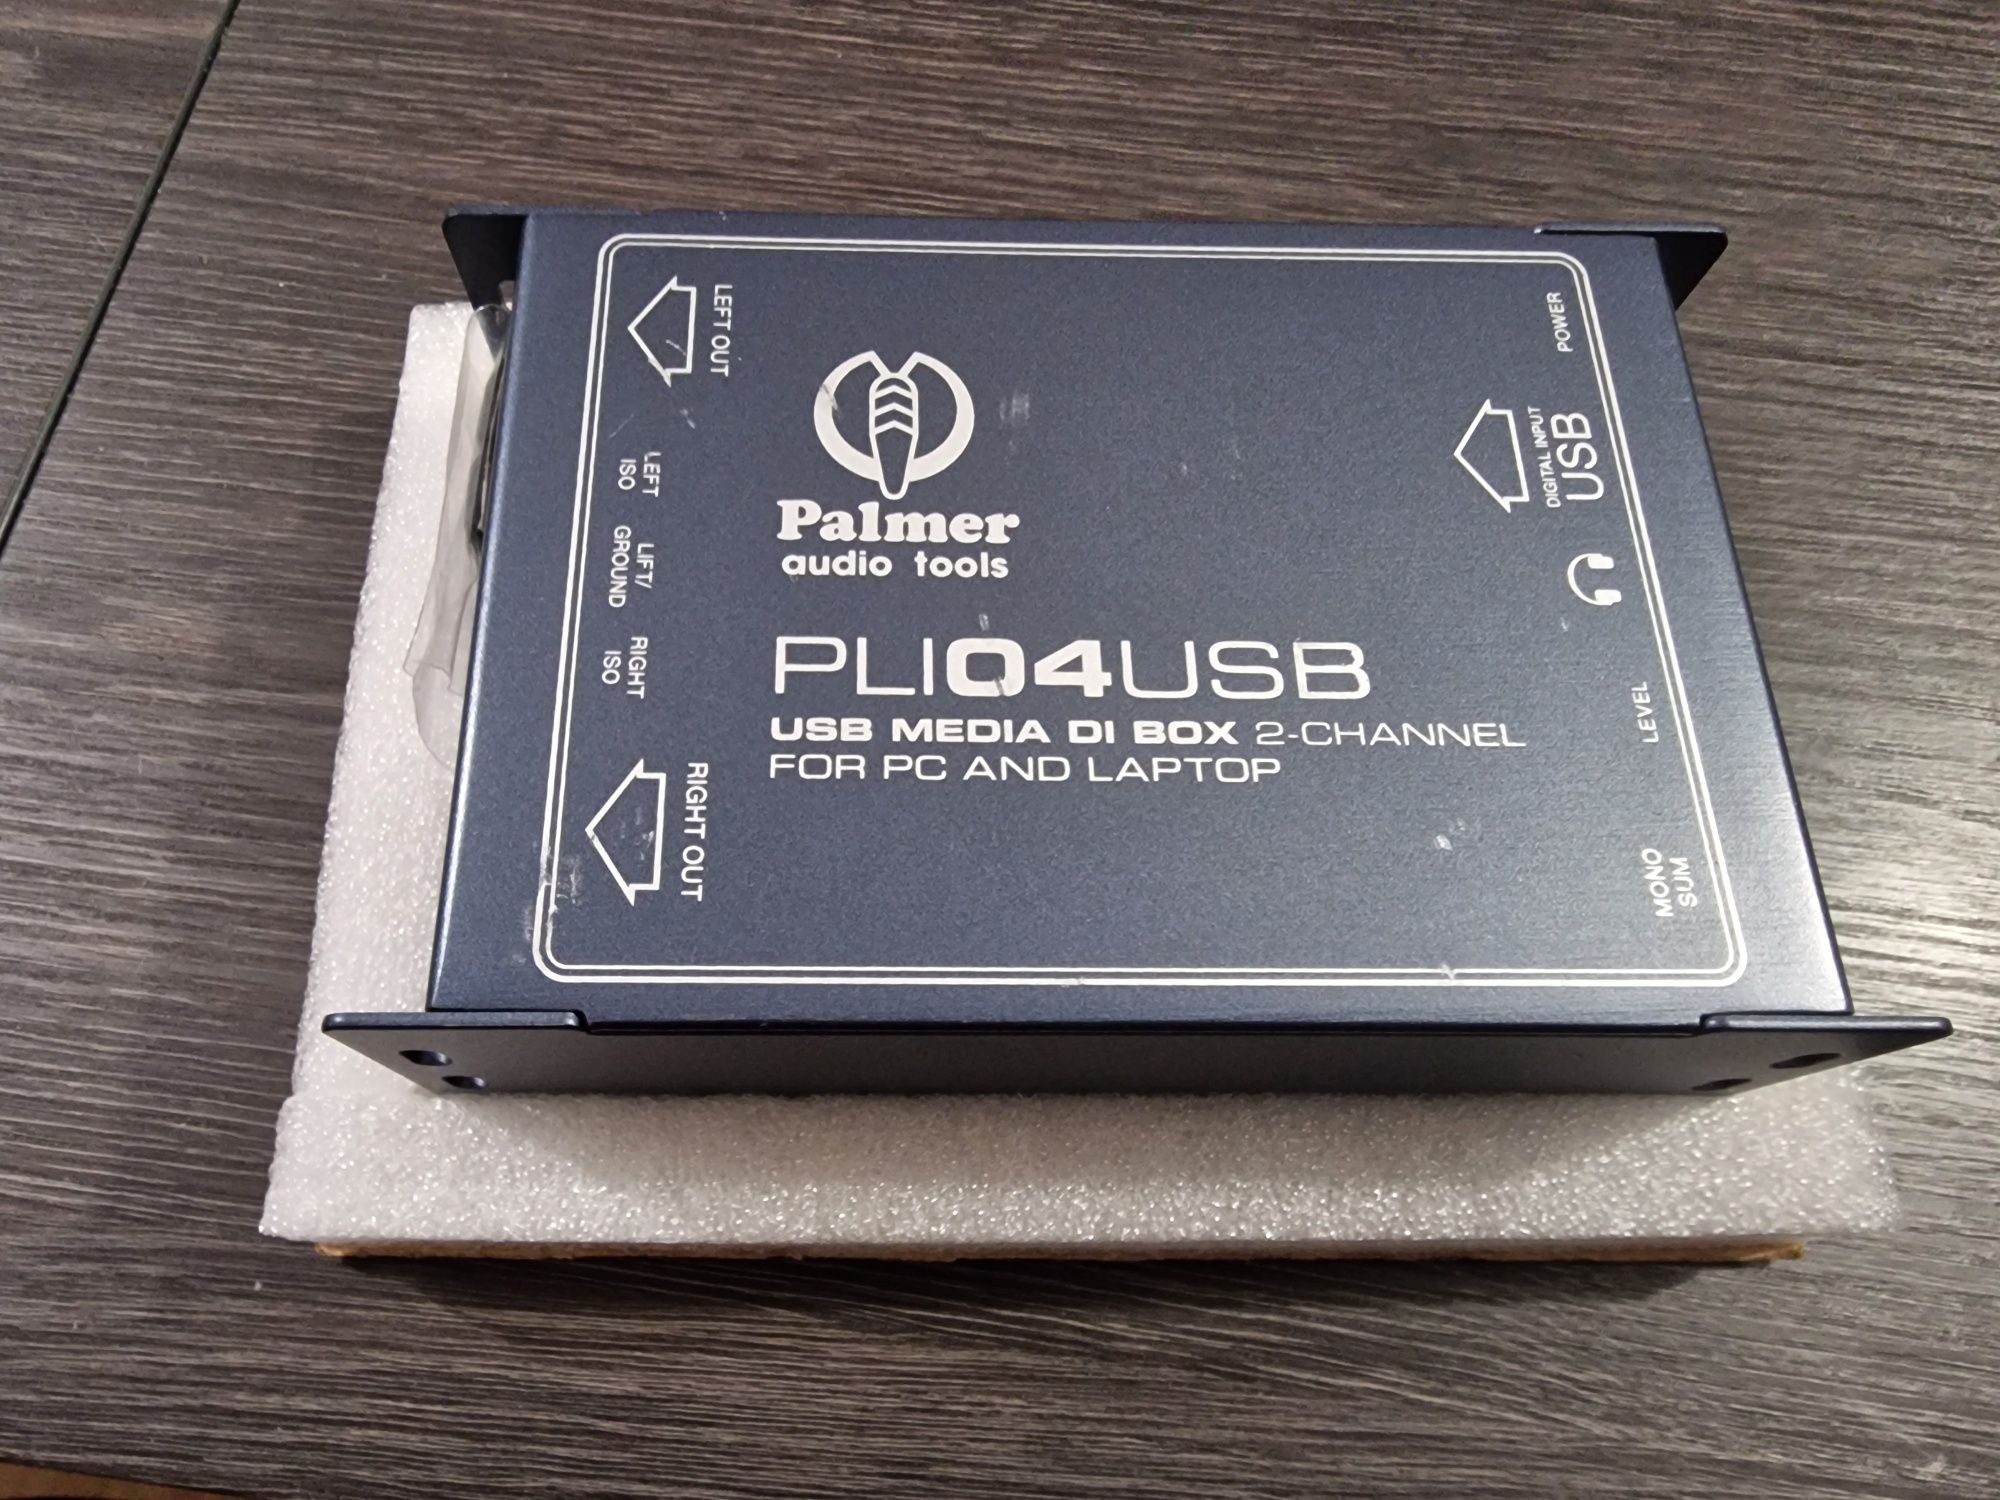 LEFT OUT
LEFT
ISO
LIFT/
GROUND
RIGHT
ISO
RIGHT OUT
Palmer
audio tools
PLI04USB
USB MEDIA DI BOX 2-CHANNEL
FOR PC AND LAPTOP
POWER
DIGITAL INPUT
USB
LEVEL
MONO
SUM